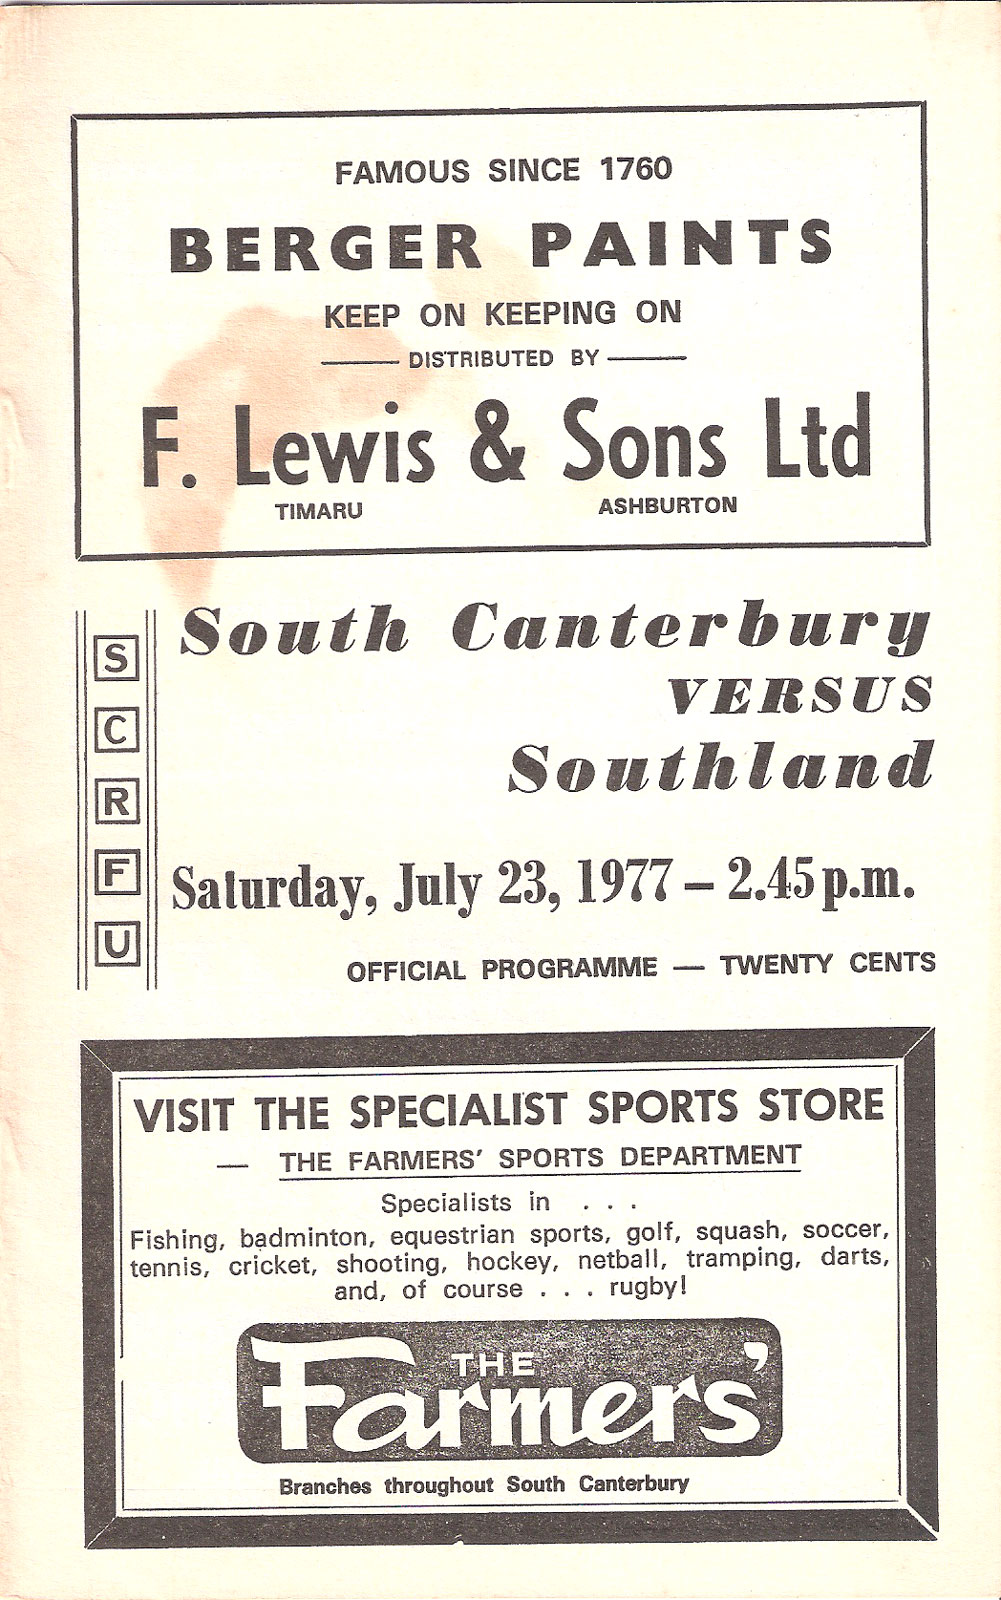 FAMOUS SINCE 1760
BERGER PAINTS
KEEP ON KEEPING ON
DISTRIBUTED BY
F. Lewis & Sons Ltd
TIMARU ASHBURTON
S
C
R
F
U
South Canterbury
VERSUS
Southland
Saturday, July 23, 1977 – 2.45 p.m.
OFFICIAL PROGRAMME — TWENTY CENTS
VISIT THE SPECIALIST SPORTS STORE
— THE FARMERS' SPORTS DEPARTMENT
Specialists in . . .
Fishing, badminton, equestrian sports, golf, squash, soccer,
tennis, cricket, shooting, hockey, netball, tramping, darts,
and, of course . . . rugby!
THE
Farmers'
Branches throughout South Canterbury